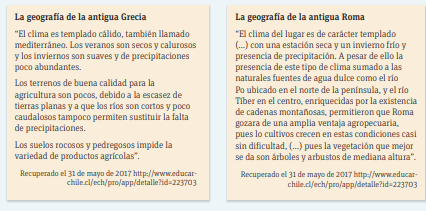 La geografía de la antigua Grecia
"El clima es templado cálido, también llamado
mediterráneo. Los veranos son secos y calurosos
y los inviernos son suaves y de precipitaciones
poco abundantes.
Los terrenos de buena calidad para la
agricultura son pocos, debido a la escasez de
tierras planas y a que los ríos son cortos y poco
caudalosos tampoco permiten sustituir la falta
de precipitaciones.
Los suelos rocosos y pedregosos impide la
variedad de productos agrícolas".
Recuperado el 31 de mayo de 2017 http://www.educar-
chile.cl/ech/pro/app/detalle?id=223703
La geografía de la antigua Roma
"El clima del lugar es de carácter templado
(...) con una estación seca y un invierno frío y
presencia de precipitación. A pesar de ello la
presencia de este tipo de clima sumado a las
naturales fuentes de agua dulce como el río
Po ubicado en el norte de la península, y el río
Tíber en el centro, enriquecidas por la existencia
de cadenas montañosas, permitieron que Roma
gozara de una amplia ventaja agropecuaria,
pues lo cultivos crecen en estas condiciones casi
sin dificultad, (...) pues la vegetación que mejor
se da son árboles y arbustos de mediana altura".
Recuperado el 31 de mayo de 2017 http://www.educar-
chile.cl/ech/pro/app/detalle?id=223703